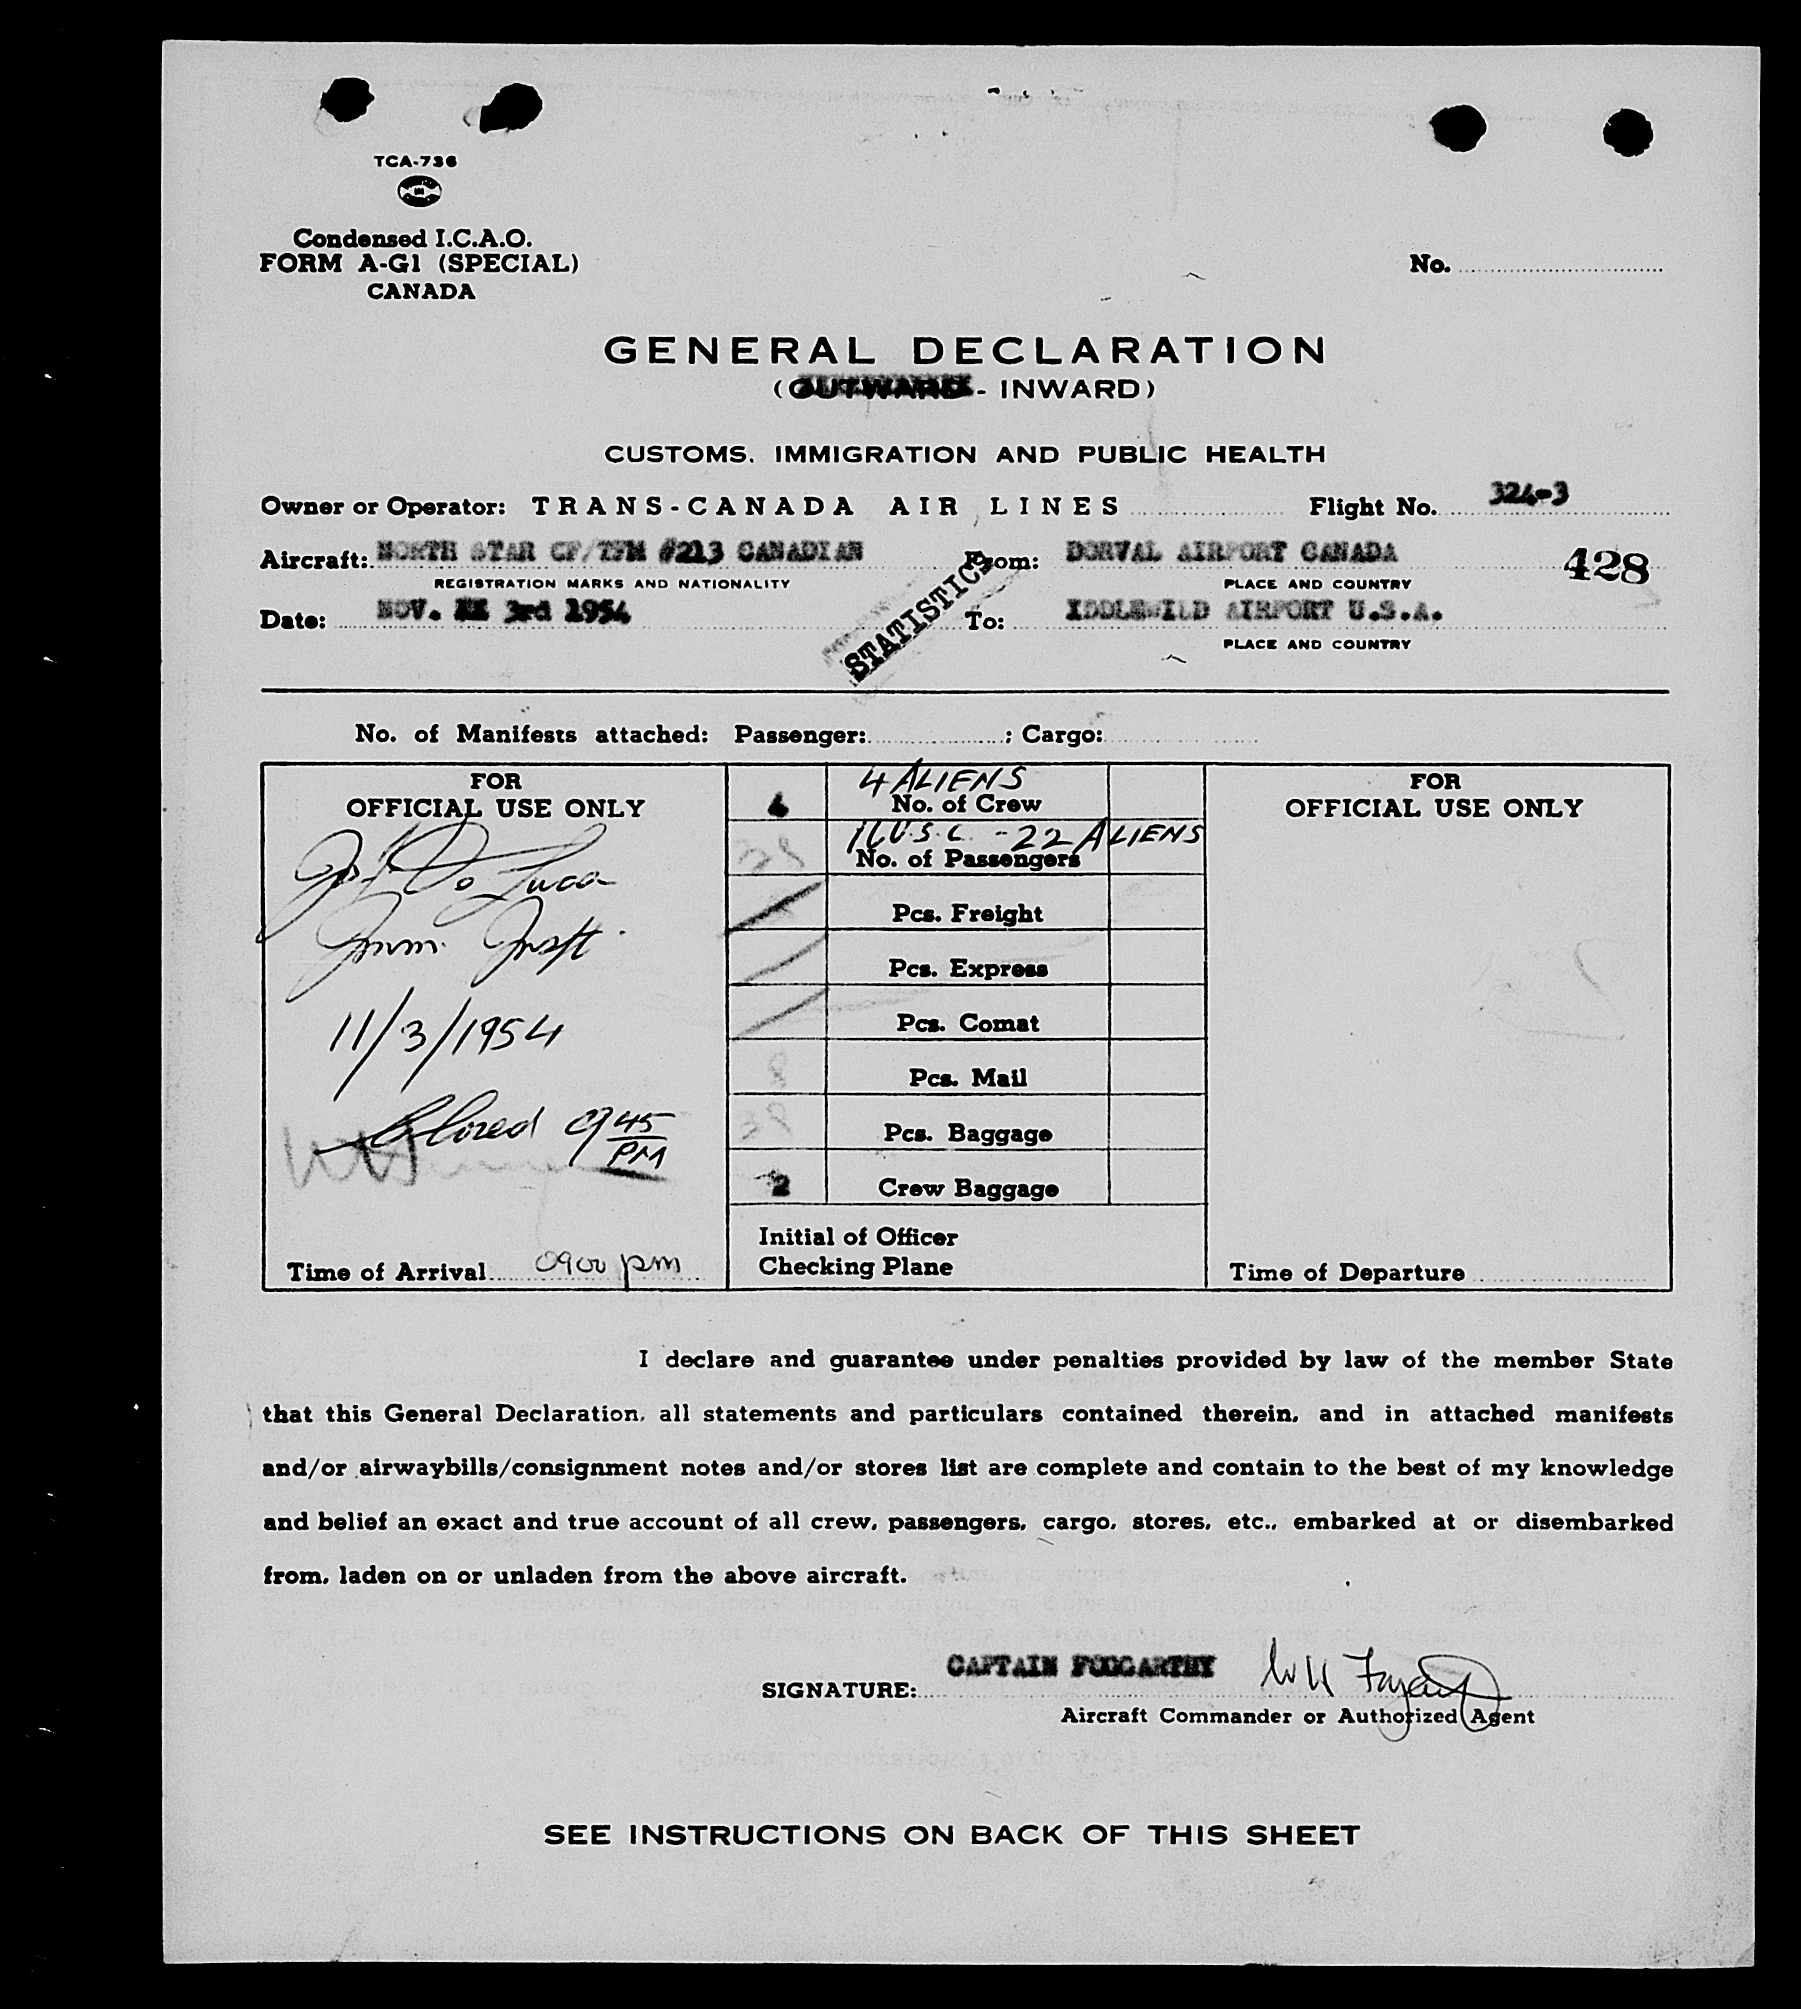 TCA-736
Condensed I.C.A.O.
FORM A-G1 (SPECIAL)
CANADA
No.
GENERAL DECLARATION
(OUTWARD - INWARD)
CUSTOMS, IMMIGRATION AND PUBLIC HEALTH
Owner or Operator: TRANS-CANADA AIR LINES Flight No. 324-3
Aircraft: NORTH STAR CF/TFM #213 CANADIAN From: DORVAL AIRPORT CANADA 428
REGISTRATION MARKS AND NATIONALITY PLACE AND COUNTRY
Date: NOV. 3rd 1954 To: IDDLEWILD AIRPORT U.S.A.
STATISTICS
PLACE AND COUNTRY
No. of Manifests attached: Passenger: ; Cargo:
FOR
OFFICIAL USE ONLY
Imm. Inspt.
11/3/1954
Cleared 9 45
PM
Time of Arrival 0900 pm
4 ALIENS
4 No. of Crew
U.S.C. - 22 ALIENS
38 No. of Passengers
Pcs. Freight
Pcs. Express
Pcs. Comat
8 Pcs. Mail
38 Pcs. Baggage
2 Crew Baggage
Initial of Officer
Checking Plane
FOR
OFFICIAL USE ONLY
Time of Departure
I declare and guarantee under penalties provided by law of the member State
that this General Declaration, all statements and particulars contained therein, and in attached manifests
and/or airwaybills/consignment notes and/or stores list are complete and contain to the best of my knowledge
and belief an exact and true account of all crew, passengers, cargo, stores, etc., embarked at or disembarked
from, laden on or unladen from the above aircraft.
SIGNATURE: CAPTAIN FOGARTHY W H Fogarty
Aircraft Commander or Authorized Agent
SEE INSTRUCTIONS ON BACK OF THIS SHEET